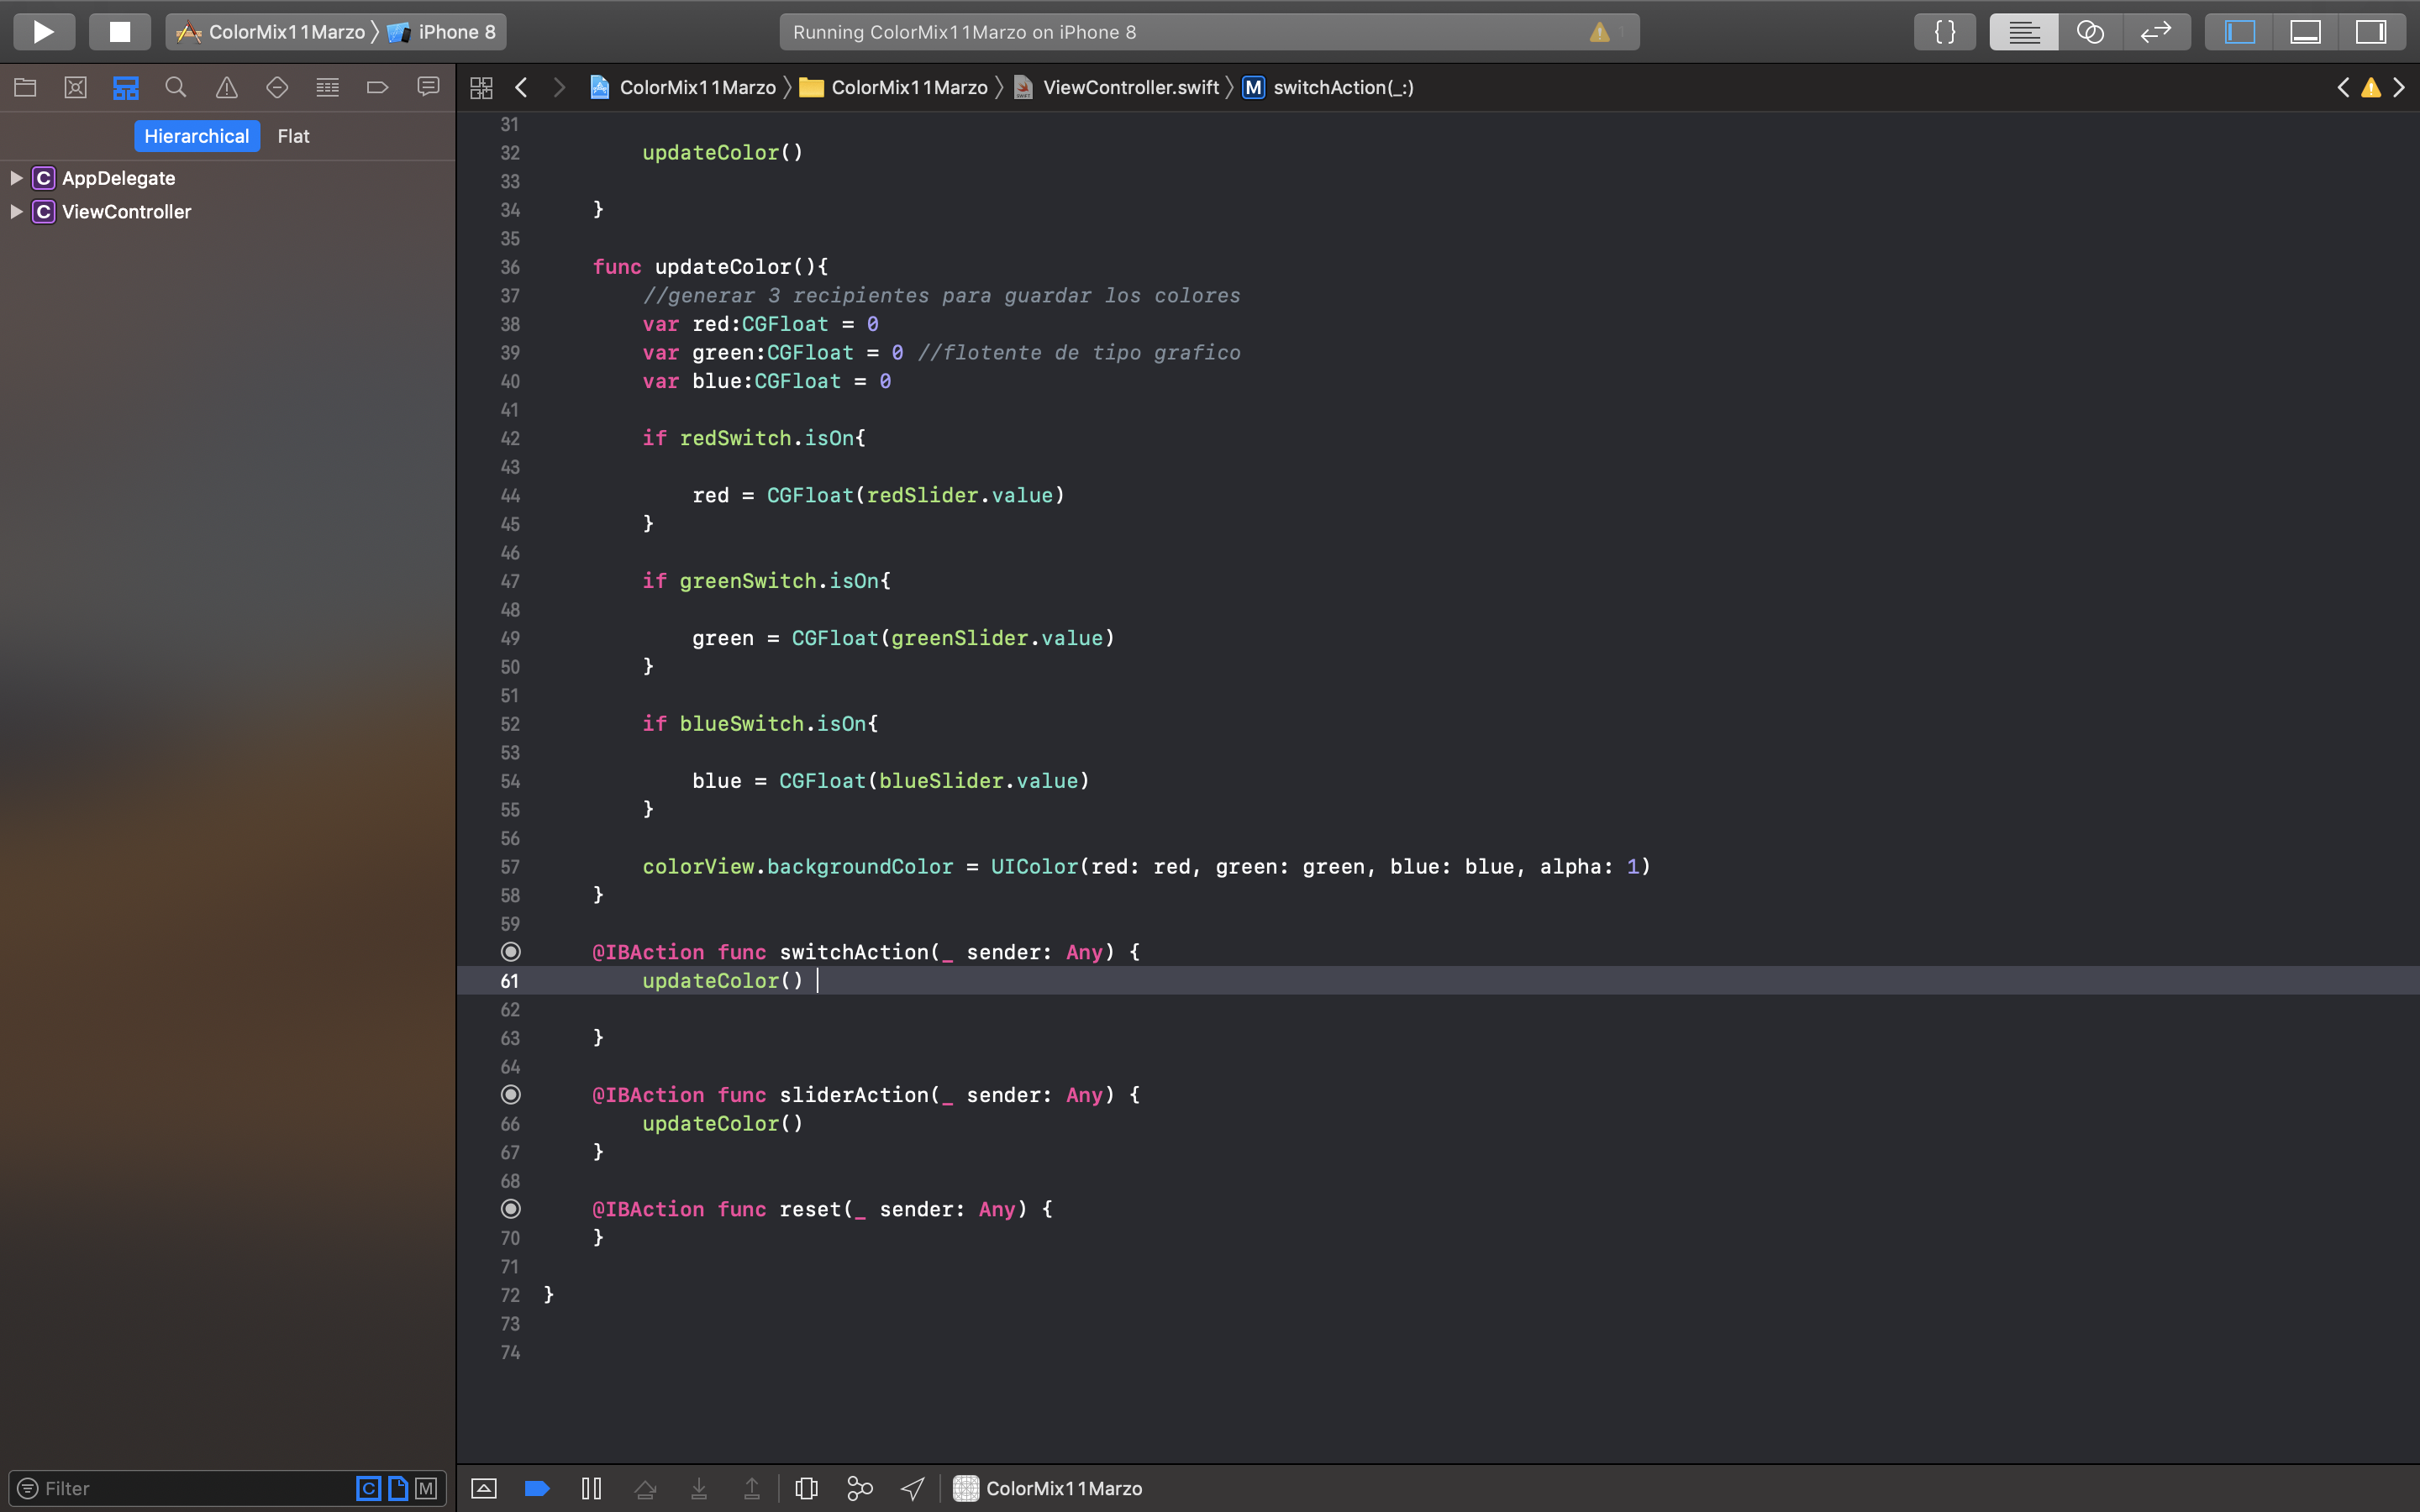 ColorMix11Marzo iPhone 8
Running ColorMix11Marzo on iPhone 8
{}
ColorMix11Marzo ColorMix11Marzo ViewController.swift M switchAction(_:)
Hierarchical Flat
C AppDelegate
C ViewController
31
32 updateColor()
33
34 }
35
36 func updateColor(){
37 //generar 3 recipientes para guardar los colores
38 var red:CGFloat = 0
39 var green:CGFloat = 0 //flotente de tipo grafico
40 var blue:CGFloat = 0
41
42 if redSwitch.isOn{
43
44 red = CGFloat(redSlider.value)
45 }
46
47 if greenSwitch.isOn{
48
49 green = CGFloat(greenSlider.value)
50 }
51
52 if blueSwitch.isOn{
53
54 blue = CGFloat(blueSlider.value)
55 }
56
57 colorView.backgroundColor = UIColor(red: red, green: green, blue: blue, alpha: 1)
58 }
59
@IBAction func switchAction(_ sender: Any) {
61 updateColor()
62
63 }
64
@IBAction func sliderAction(_ sender: Any) {
66 updateColor()
67 }
68
@IBAction func reset(_ sender: Any) {
70 }
71
72 }
73
74
Filter C M
ColorMix11Marzo